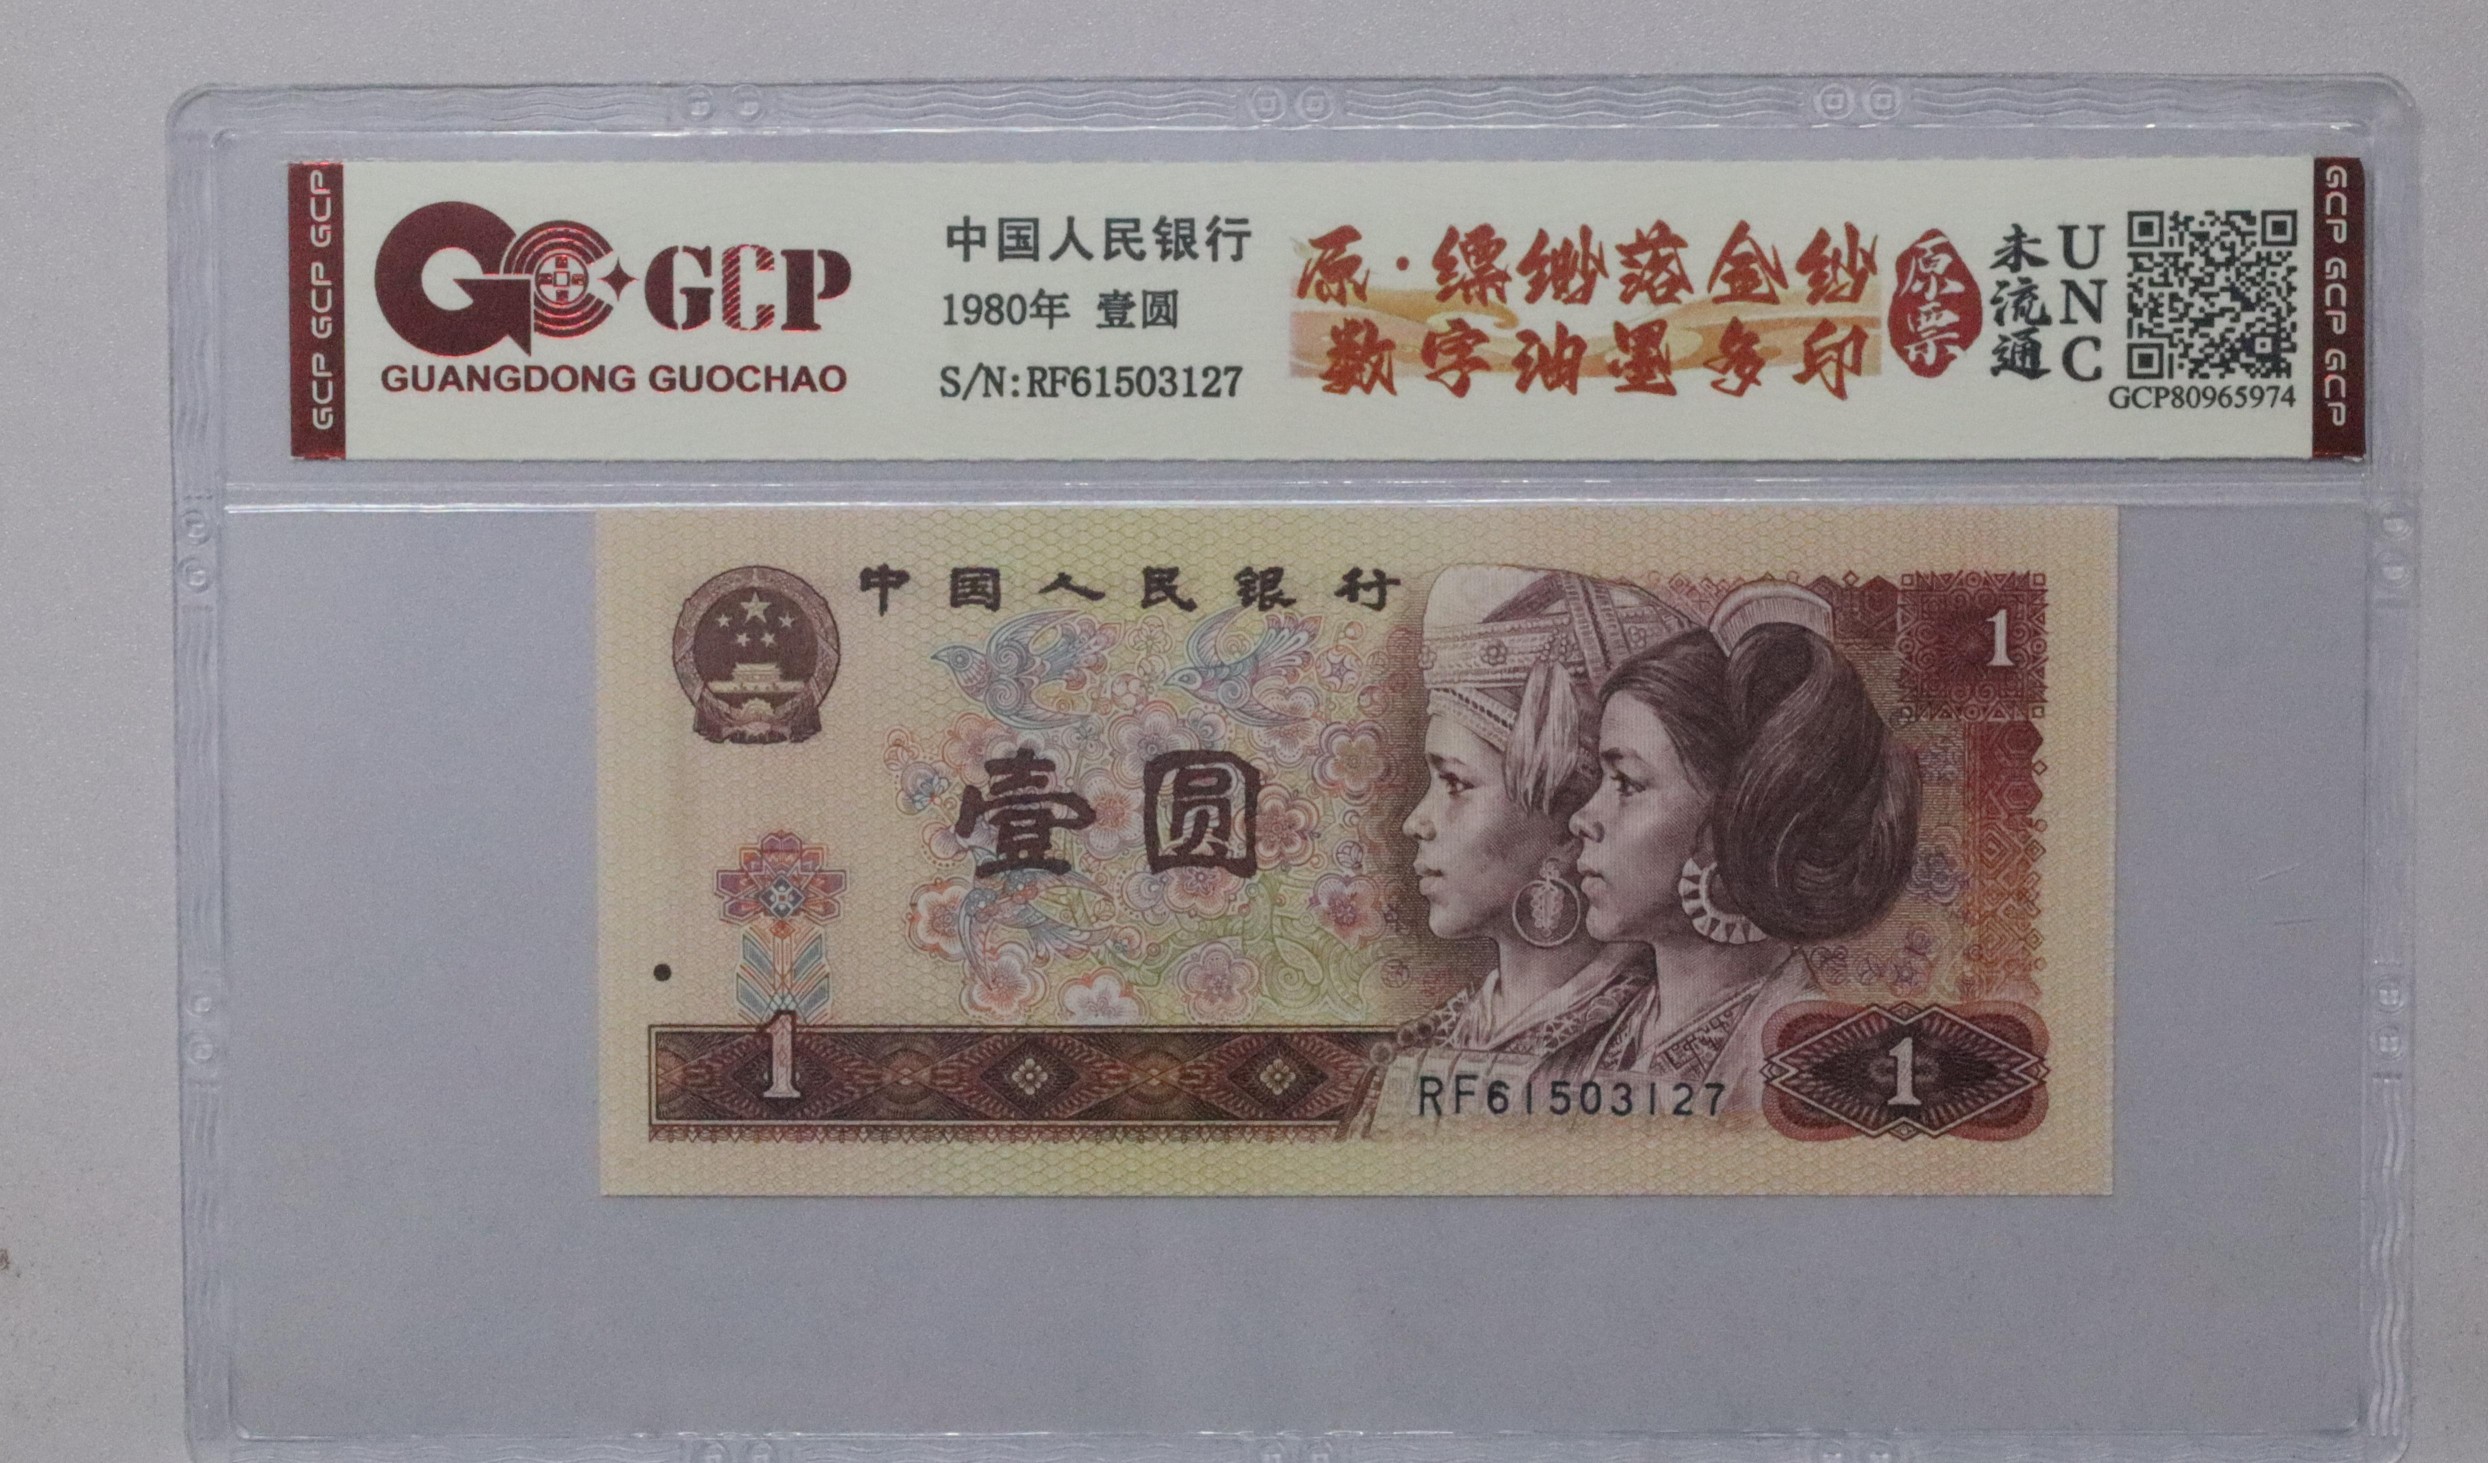 GCP GCP GCP
GCP
GUANGDONG GUOCHAO
中国人民银行
1980年 壹圆
S/N:RF61503127
原·缥缈落金纱
数字油墨多印
原票
未流通
UNC
GCP80965974
GCP GCP GCP
中国人民银行
1
壹圆
1
RF61503127
1